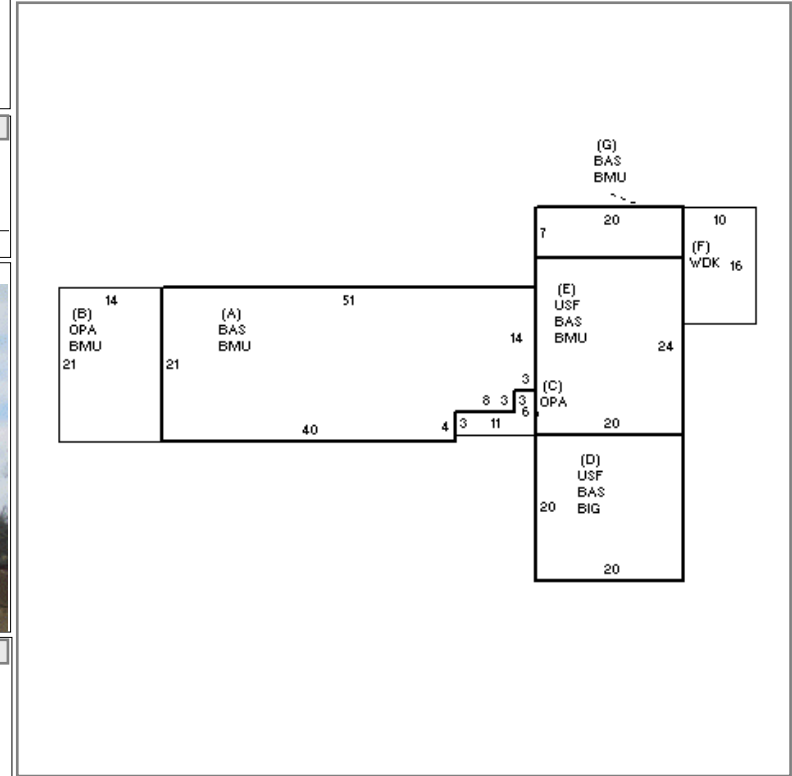 (G)
BAS
BMU
20
10
7
(F)
WDK 16
14
51
(B)
OPA
BMU
21
(A)
BAS
BMU
21
(E)
USF
BAS
BMU
14
24
3
(C)
OPA
8 3 3
6
4 3 11
40
20
(D)
USF
BAS
BIG
20
20